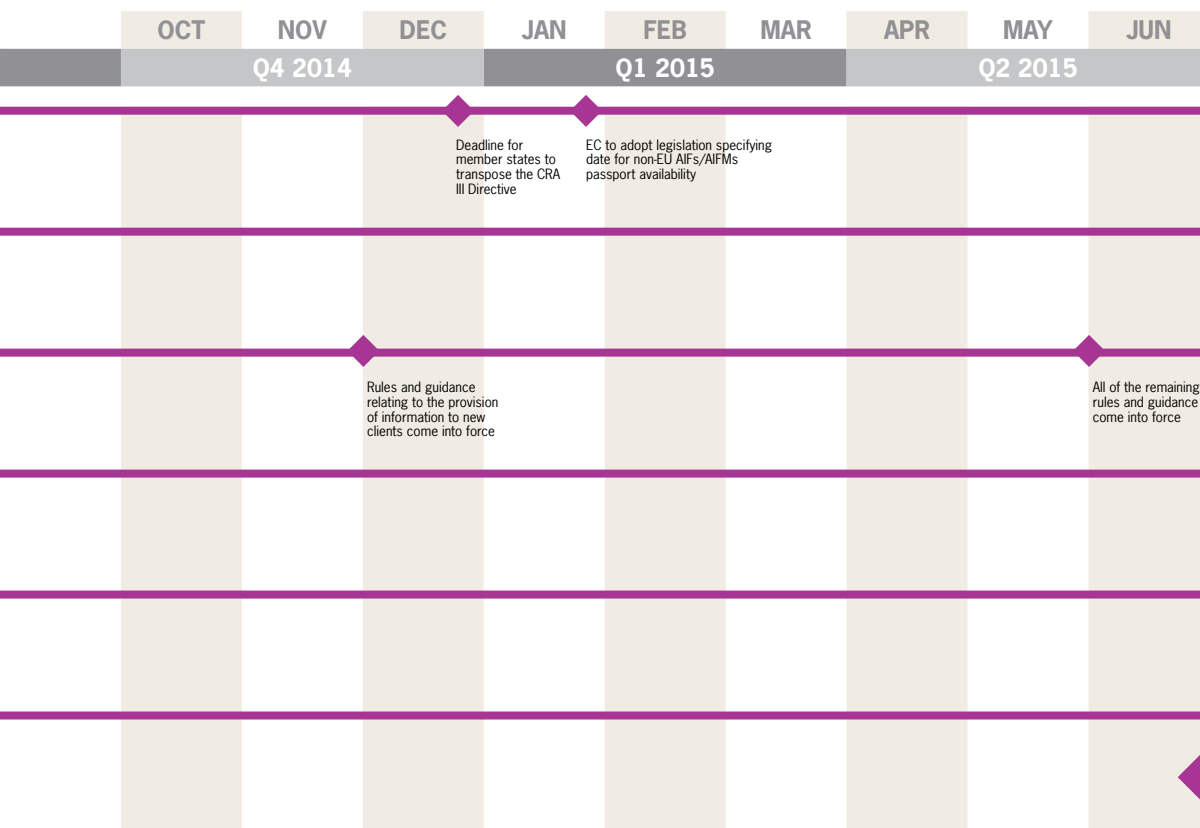 OCT NOV DEC JAN FEB MAR APR MAY JUN
Q4 2014 Q1 2015 Q2 2015
Deadline for
member states to
transpose the CRA
III Directive
EC to adopt legislation specifying
date for non-EU AIFs/AIFMs
passport availability
Rules and guidance
relating to the provision
of information to new
clients come into force
All of the remaining
rules and guidance
come into force